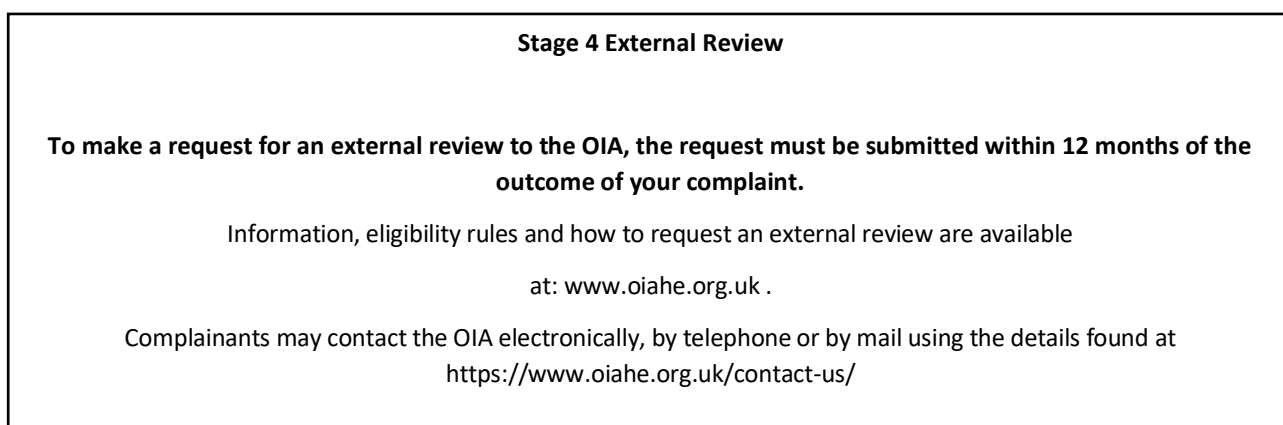 Stage 4 External Review
To make a request for an external review to the OIA, the request must be submitted within 12 months of the
outcome of your complaint.
Information, eligibility rules and how to request an external review are available
at: www.oiahe.org.uk .
Complainants may contact the OIA electronically, by telephone or by mail using the details found at
https://www.oiahe.org.uk/contact-us/